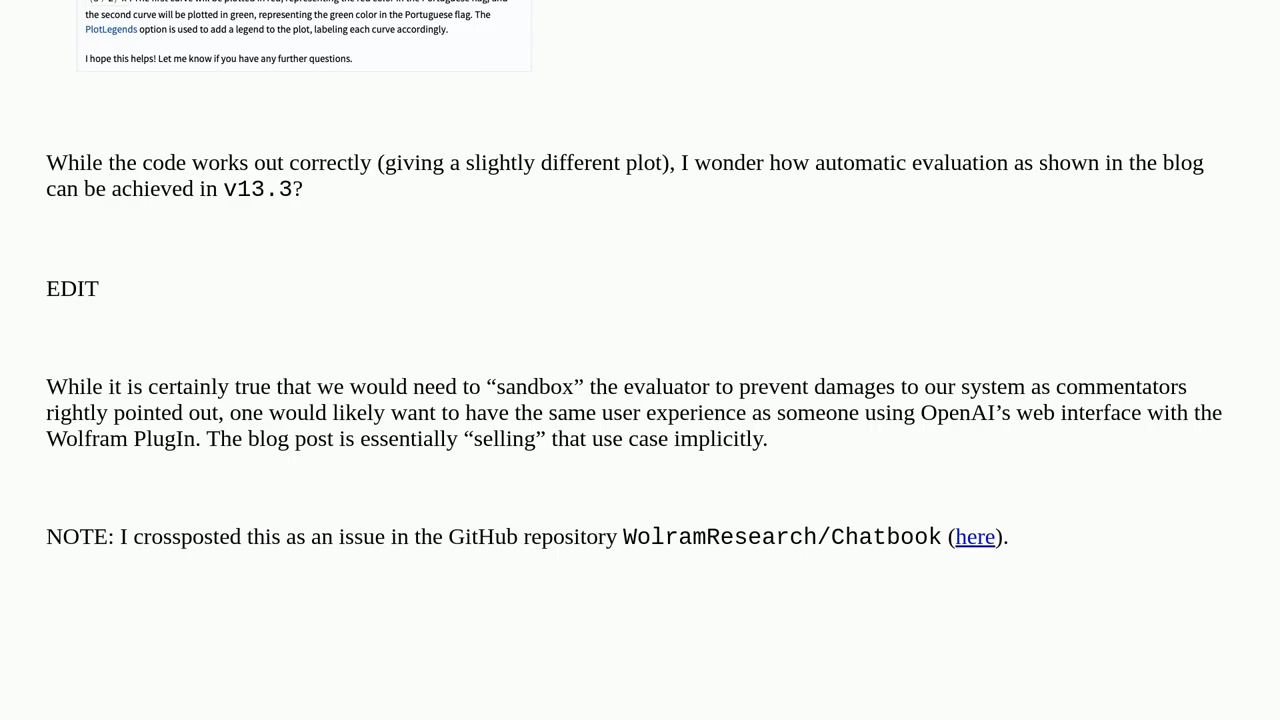 the second curve will be plotted in green, representing the green color in the Portuguese flag. The
PlotLegends option is used to add a legend to the plot, labeling each curve accordingly.
I hope this helps! Let me know if you have any further questions.
While the code works out correctly (giving a slightly different plot), I wonder how automatic evaluation as shown in the blog
can be achieved in v13.3?
EDIT
While it is certainly true that we would need to “sandbox” the evaluator to prevent damages to our system as commentators
rightly pointed out, one would likely want to have the same user experience as someone using OpenAI’s web interface with the
Wolfram PlugIn. The blog post is essentially “selling” that use case implicitly.
NOTE: I crossposted this as an issue in the GitHub repository WolramResearch/Chatbook (here).